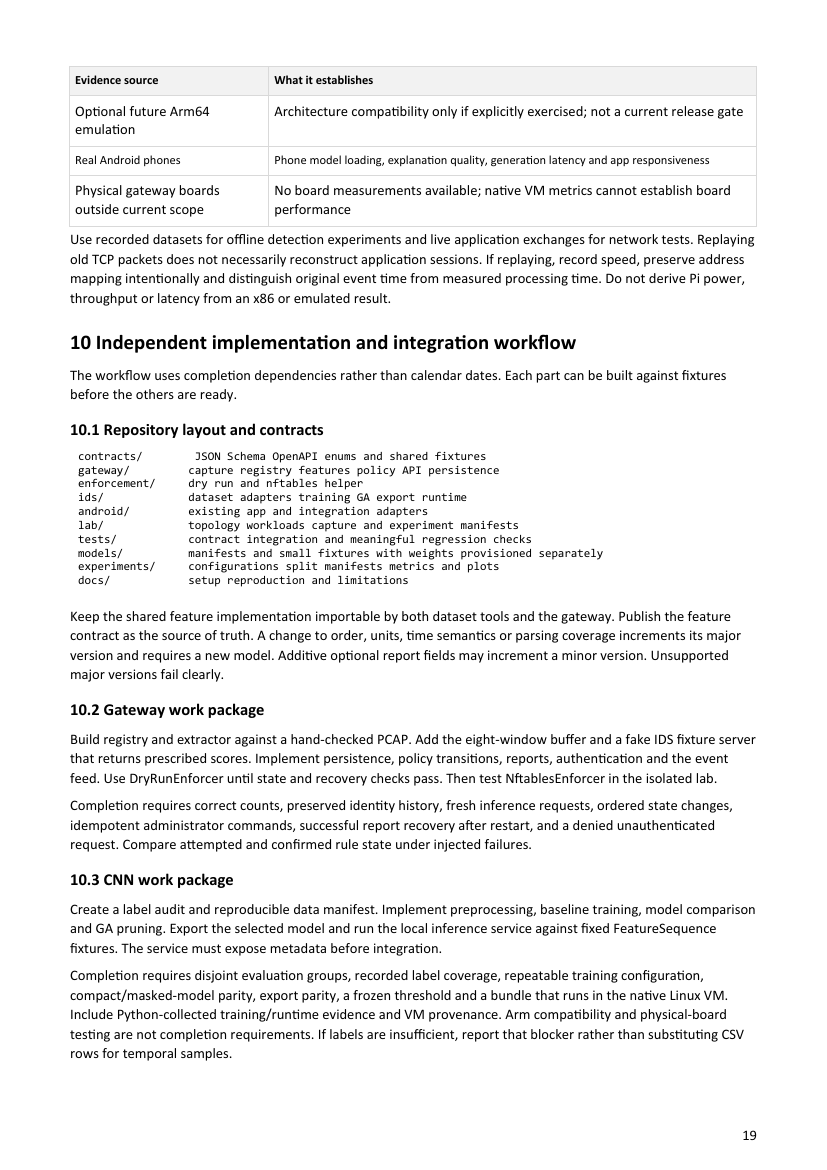 Evidence source What it establishes
Optional future Arm64 Architecture compatibility only if explicitly exercised; not a current release gate
emulation
Real Android phones Phone model loading, explanation quality, generation latency and app responsiveness
Physical gateway boards No board measurements available; native VM metrics cannot establish board
outside current scope performance
Use recorded datasets for offline detection experiments and live application exchanges for network tests. Replaying
old TCP packets does not necessarily reconstruct application sessions. If replaying, record speed, preserve address
mapping intentionally and distinguish original event time from measured processing time. Do not derive Pi power,
throughput or latency from an x86 or emulated result.
10 Independent implementation and integration workflow
The workflow uses completion dependencies rather than calendar dates. Each part can be built against fixtures
before the others are ready.
10.1 Repository layout and contracts
contracts/ JSON Schema OpenAPI enums and shared fixtures
gateway/ capture registry features policy API persistence
enforcement/ dry run and nftables helper
ids/ dataset adapters training GA export runtime
android/ existing app and integration adapters
lab/ topology workloads capture and experiment manifests
tests/ contract integration and meaningful regression checks
models/ manifests and small fixtures with weights provisioned separately
experiments/ configurations split manifests metrics and plots
docs/ setup reproduction and limitations
Keep the shared feature implementation importable by both dataset tools and the gateway. Publish the feature
contract as the source of truth. A change to order, units, time semantics or parsing coverage increments its major
version and requires a new model. Additive optional report fields may increment a minor version. Unsupported
major versions fail clearly.
10.2 Gateway work package
Build registry and extractor against a hand-checked PCAP. Add the eight-window buffer and a fake IDS fixture server
that returns prescribed scores. Implement persistence, policy transitions, reports, authentication and the event
feed. Use DryRunEnforcer until state and recovery checks pass. Then test NftablesEnforcer in the isolated lab.
Completion requires correct counts, preserved identity history, fresh inference requests, ordered state changes,
idempotent administrator commands, successful report recovery after restart, and a denied unauthenticated
request. Compare attempted and confirmed rule state under injected failures.
10.3 CNN work package
Create a label audit and reproducible data manifest. Implement preprocessing, baseline training, model comparison
and GA pruning. Export the selected model and run the local inference service against fixed FeatureSequence
fixtures. The service must expose metadata before integration.
Completion requires disjoint evaluation groups, recorded label coverage, repeatable training configuration,
compact/masked-model parity, export parity, a frozen threshold and a bundle that runs in the native Linux VM.
Include Python-collected training/runtime evidence and VM provenance. Arm compatibility and physical-board
testing are not completion requirements. If labels are insufficient, report that blocker rather than substituting CSV
rows for temporal samples.
19